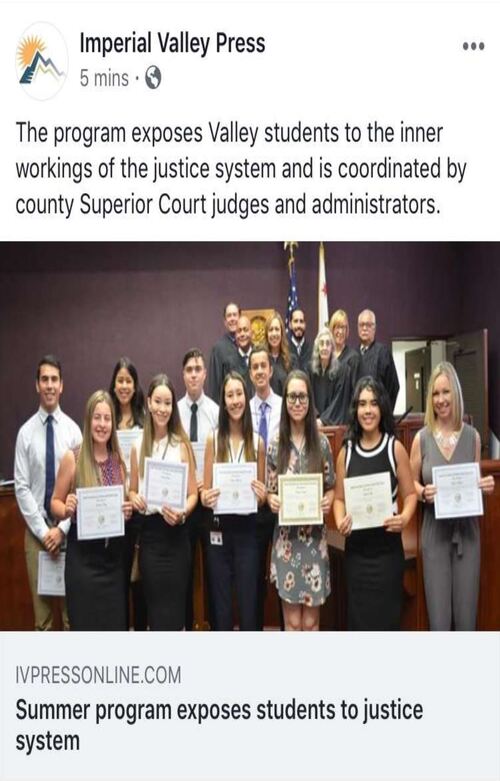 Imperial Valley Press
5 mins ·
The program exposes Valley students to the inner
workings of the justice system and is coordinated by
county Superior Court judges and administrators.
IVPRESSONLINE.COM
Summer program exposes students to justice
system